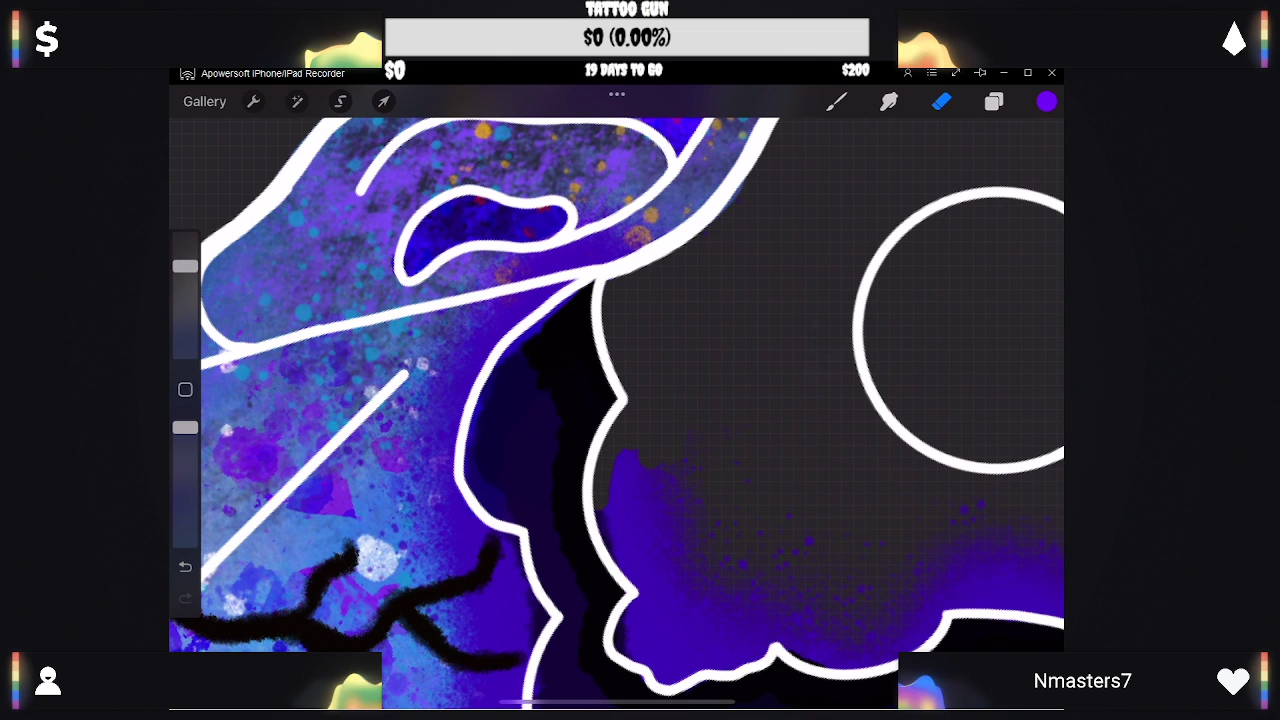 TATTOO GUN
$
$0 (0.00%)
$0
19 DAYS TO GO
$200
Apowersoft iPhone/iPad Recorder
Gallery
Nmasters7